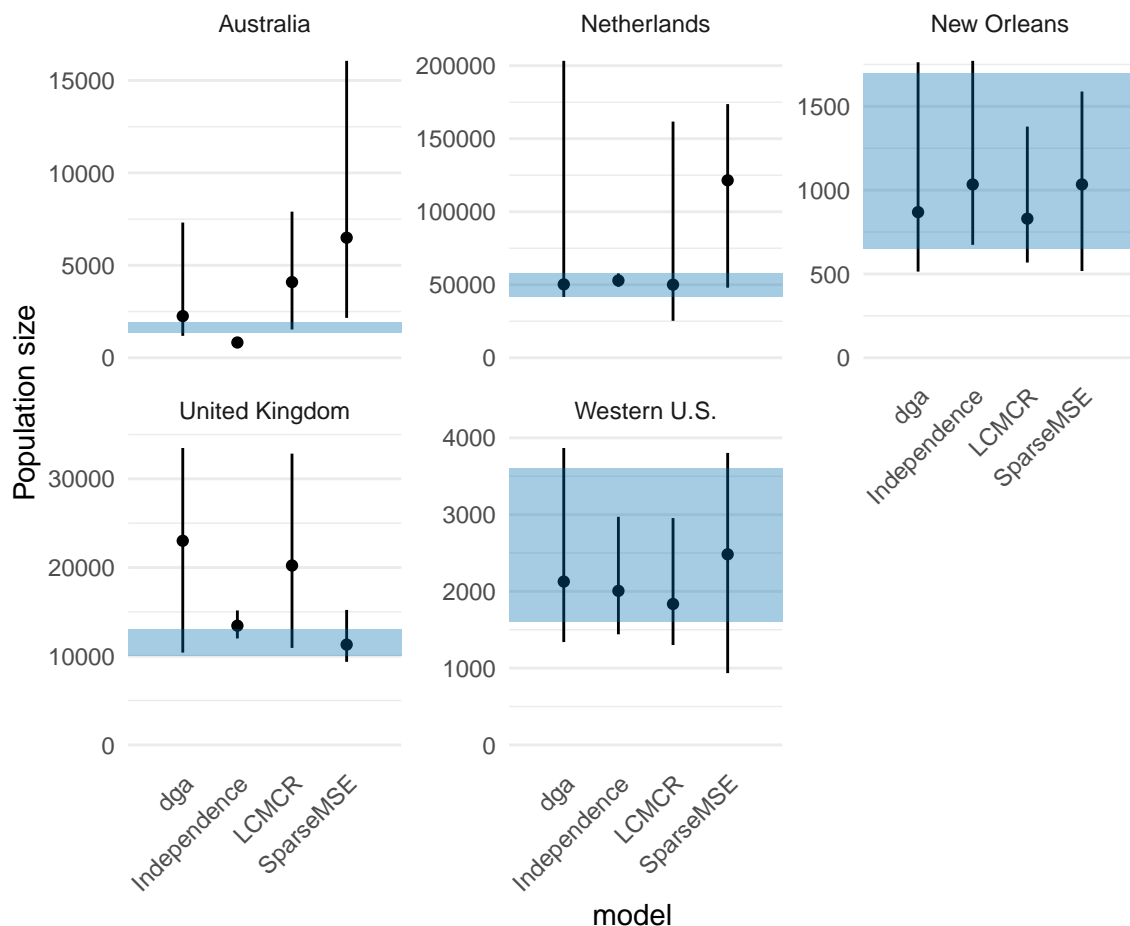 Australia
Netherlands
New Orleans
Population size
15000
10000
5000
0
200000
150000
100000
50000
0
1500
1000
500
0
dga
Independence
LCMCR
SparseMSE
United Kingdom
Western U.S.
30000
20000
10000
0
4000
3000
2000
1000
0
dga
Independence
LCMCR
SparseMSE
dga
Independence
LCMCR
SparseMSE
model